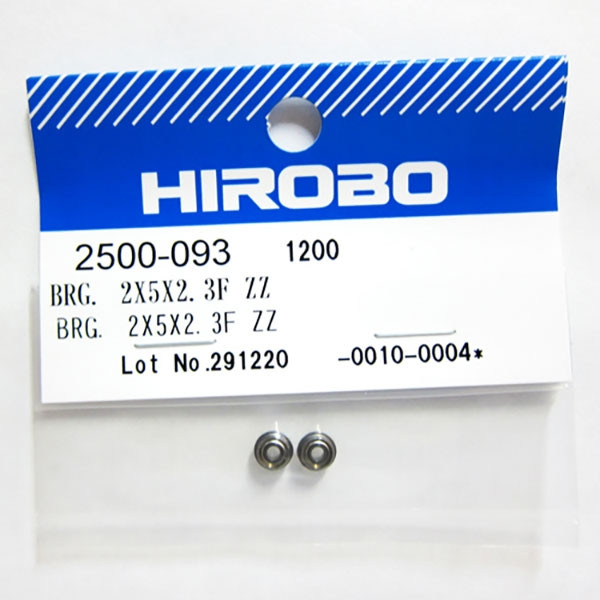 HIROBO
2500-093 1200
BRG. 2X5X2. 3F ZZ
BRG. 2X5X2. 3F ZZ
Lot No.291220 -0010-0004*